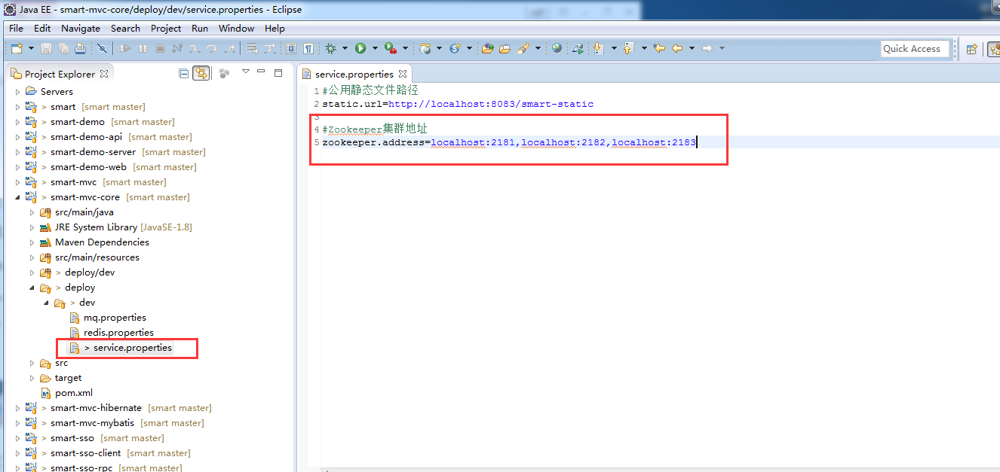 Java EE - smart-mvc-core/deploy/dev/service.properties - Eclipse
File Edit Navigate Search Project Run Window Help
Quick Access
Project Explorer
Servers
> smart [smart master]
> smart-demo [smart master]
> smart-demo-api [smart master]
> smart-demo-server [smart master]
> smart-demo-web [smart master]
> smart-mvc [smart master]
> smart-mvc-core [smart master]
src/main/java
JRE System Library [JavaSE-1.8]
Maven Dependencies
src/main/resources
> deploy/dev
> deploy
> dev
mq.properties
redis.properties
> service.properties
src
target
pom.xml
> smart-mvc-hibernate [smart master]
> smart-mvc-mybatis [smart master]
> smart-sso [smart master]
> smart-sso-client [smart master]
> smart-sso-rpc [smart master]
service.properties
1 #公用静态文件路径
2 static.url=http://localhost:8083/smart-static
3
4 #Zookeeper集群地址
5 zookeeper.address=localhost:2181,localhost:2182,localhost:2183